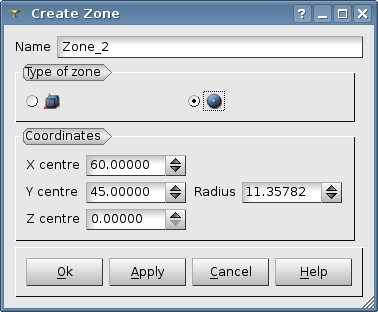 Create Zone
Name Zone_2
Type of zone
Coordinates
X centre 60.00000
Y centre 45.00000 Radius 11.35782
Z centre 0.00000
Ok Apply Cancel Help